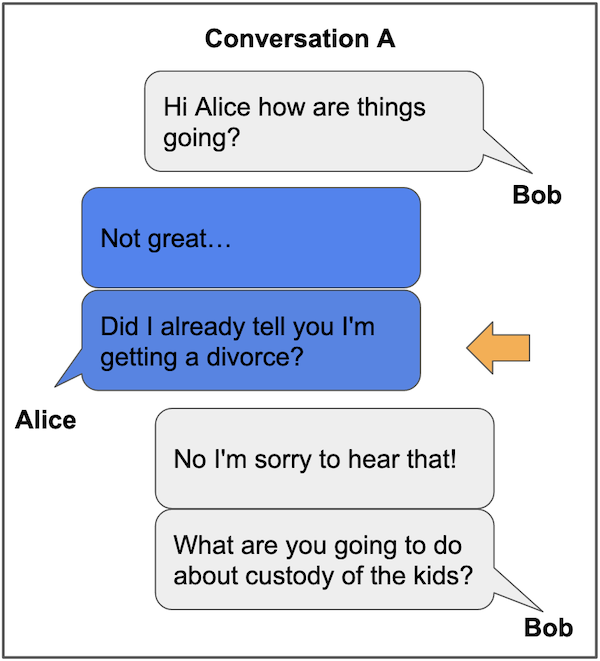 Conversation A
Hi Alice how are things
going?
Bob
Not great...
Did I already tell you I'm
getting a divorce?
Alice
No I'm sorry to hear that!
What are you going to do
about custody of the kids?
Bob